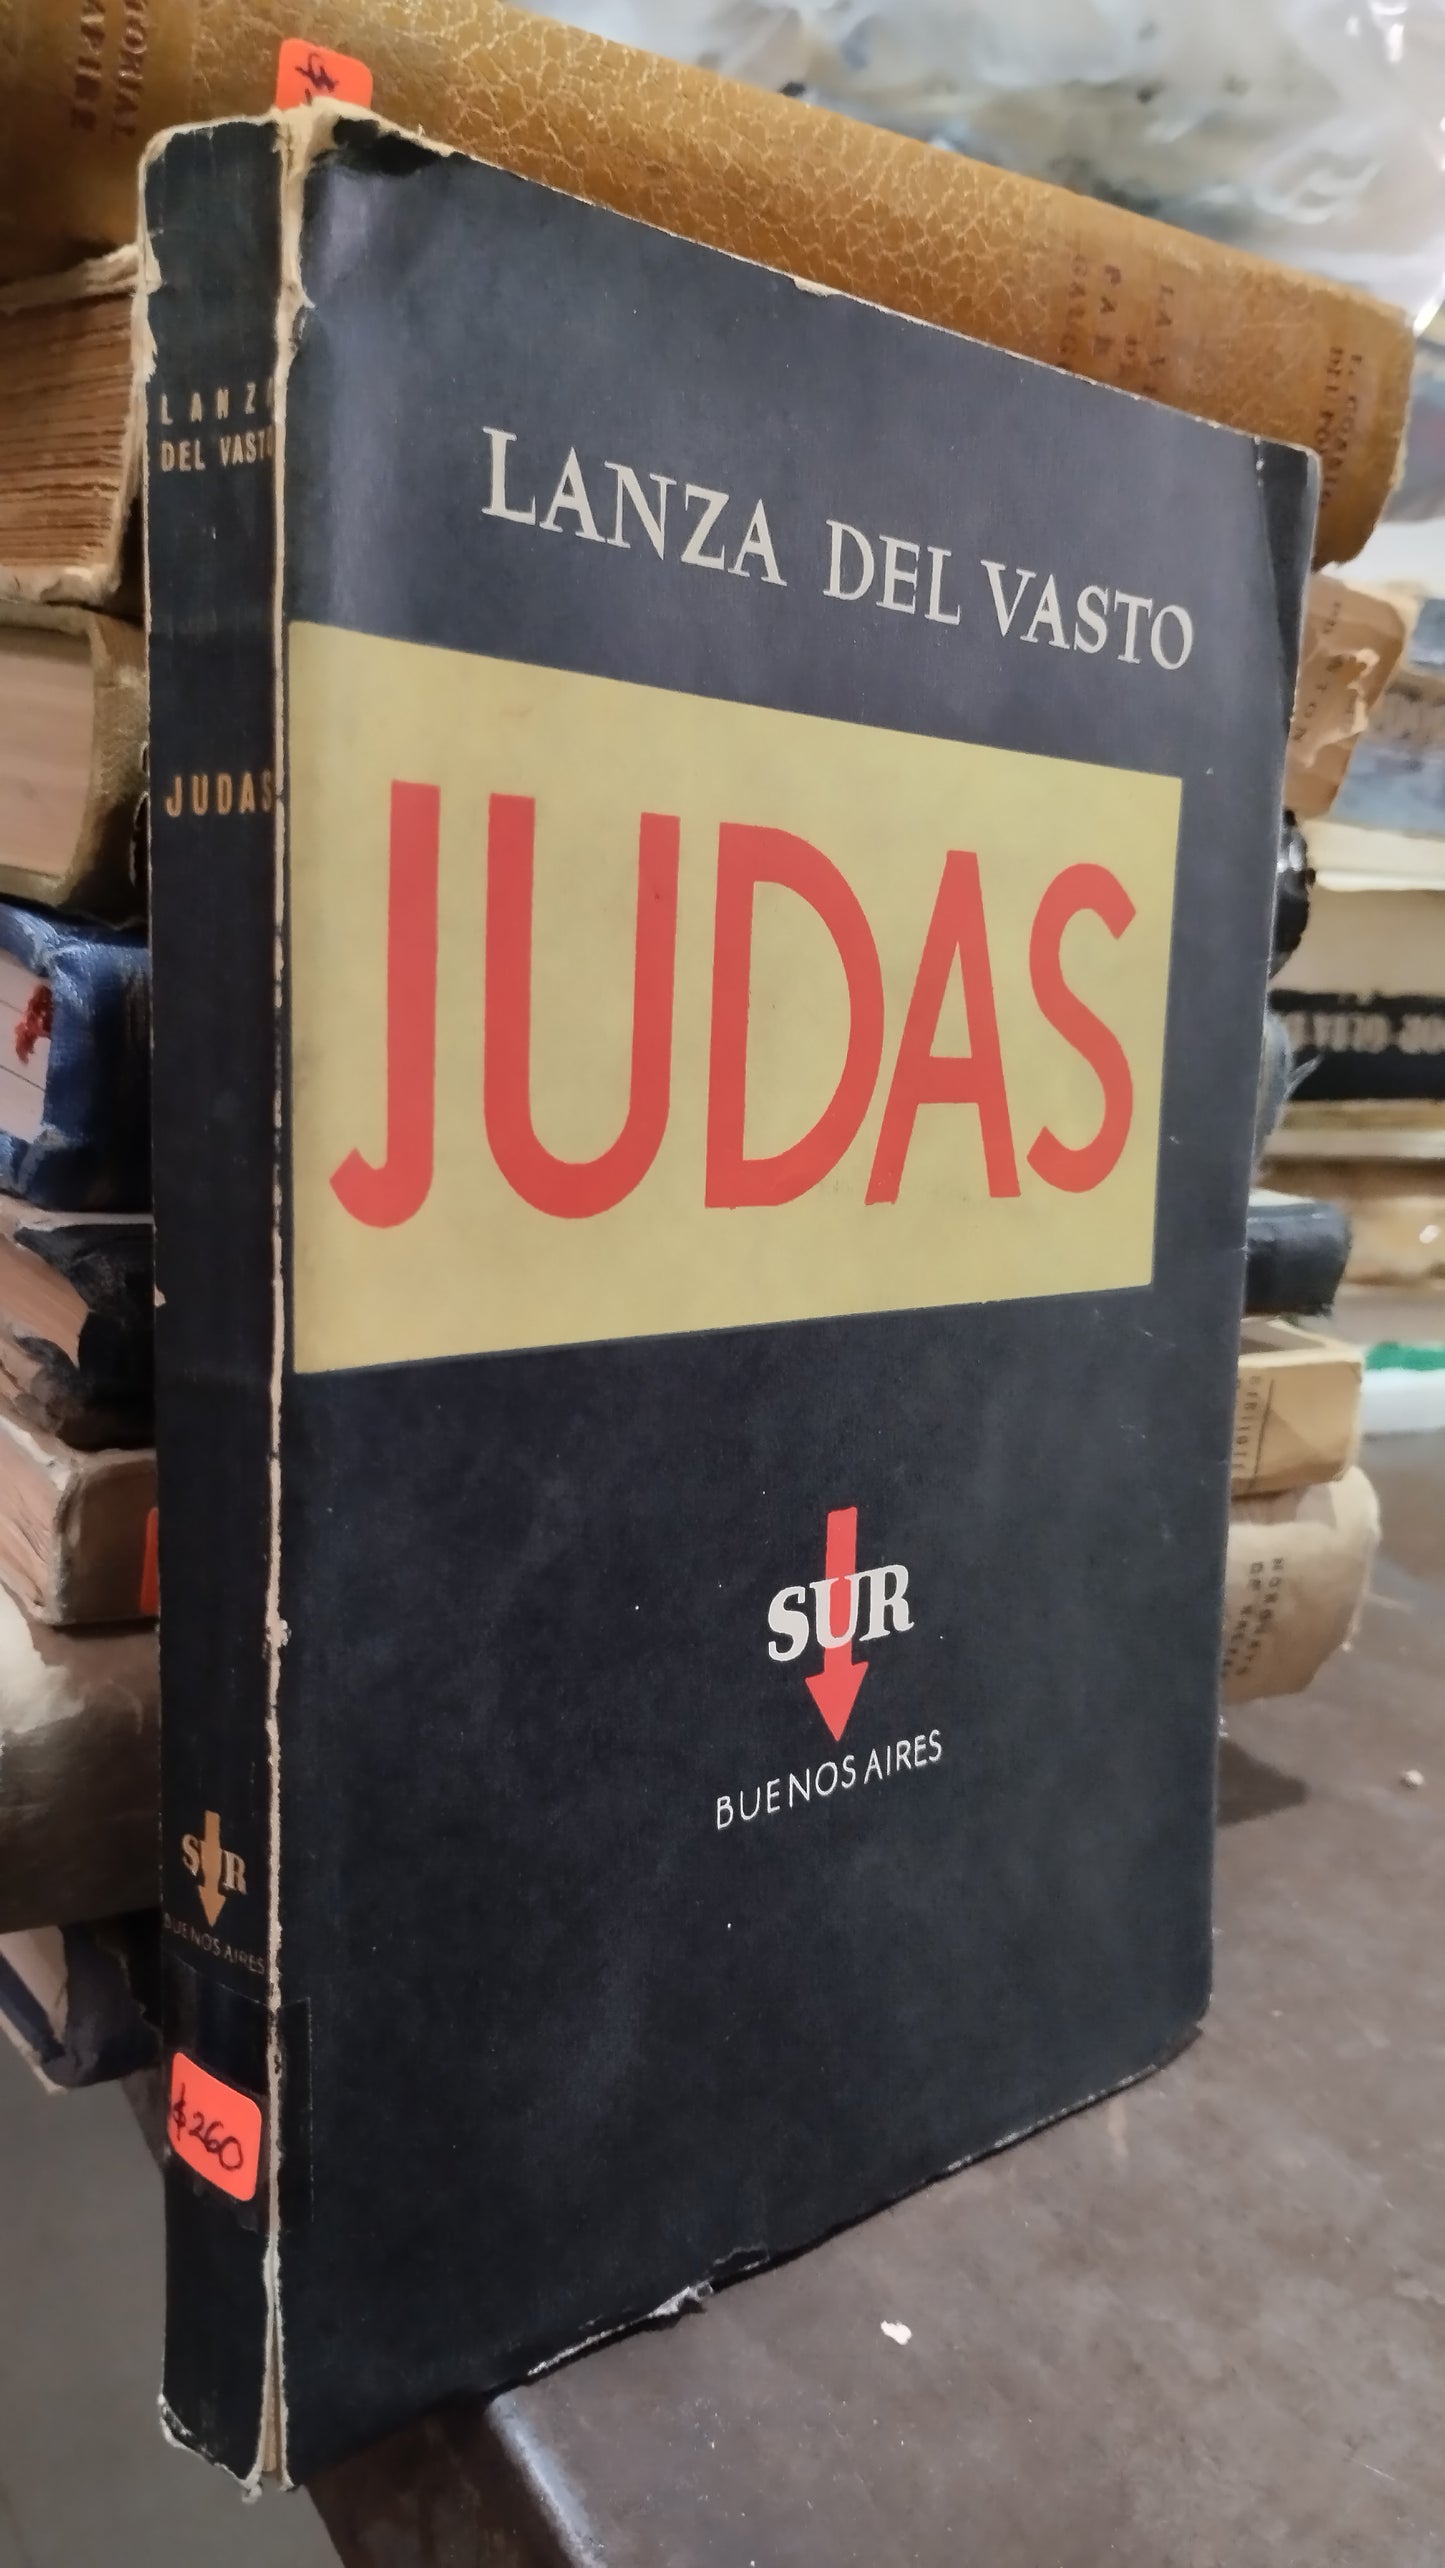 LANZA DEL VASTO
JUDAS
SUR
BUENOS AIRES
LANZA
DEL VASTO
JUDAS
SUR
BUENOS AIRES
$260